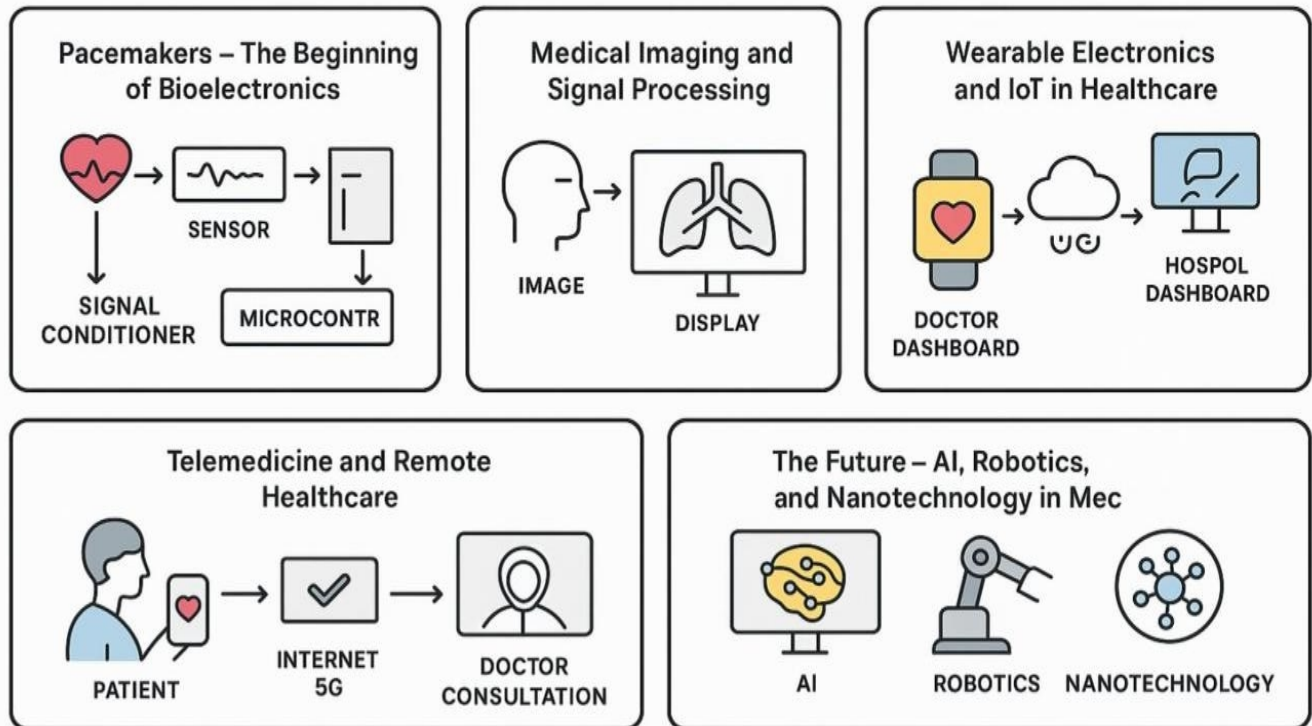 Pacemakers – The Beginning
of Bioelectronics
SENSOR
SIGNAL
CONDITIONER
MICROCONTR
Medical Imaging and
Signal Processing
IMAGE
DISPLAY
Wearable Electronics
and IoT in Healthcare
HOSPOL
DASHBOARD
DOCTOR
DASHBOARD
Telemedicine and Remote
Healthcare
PATIENT
INTERNET
5G
DOCTOR
CONSULTATION
The Future – AI, Robotics,
and Nanotechnology in Mec
AI
ROBOTICS
NANOTECHNOLOGY